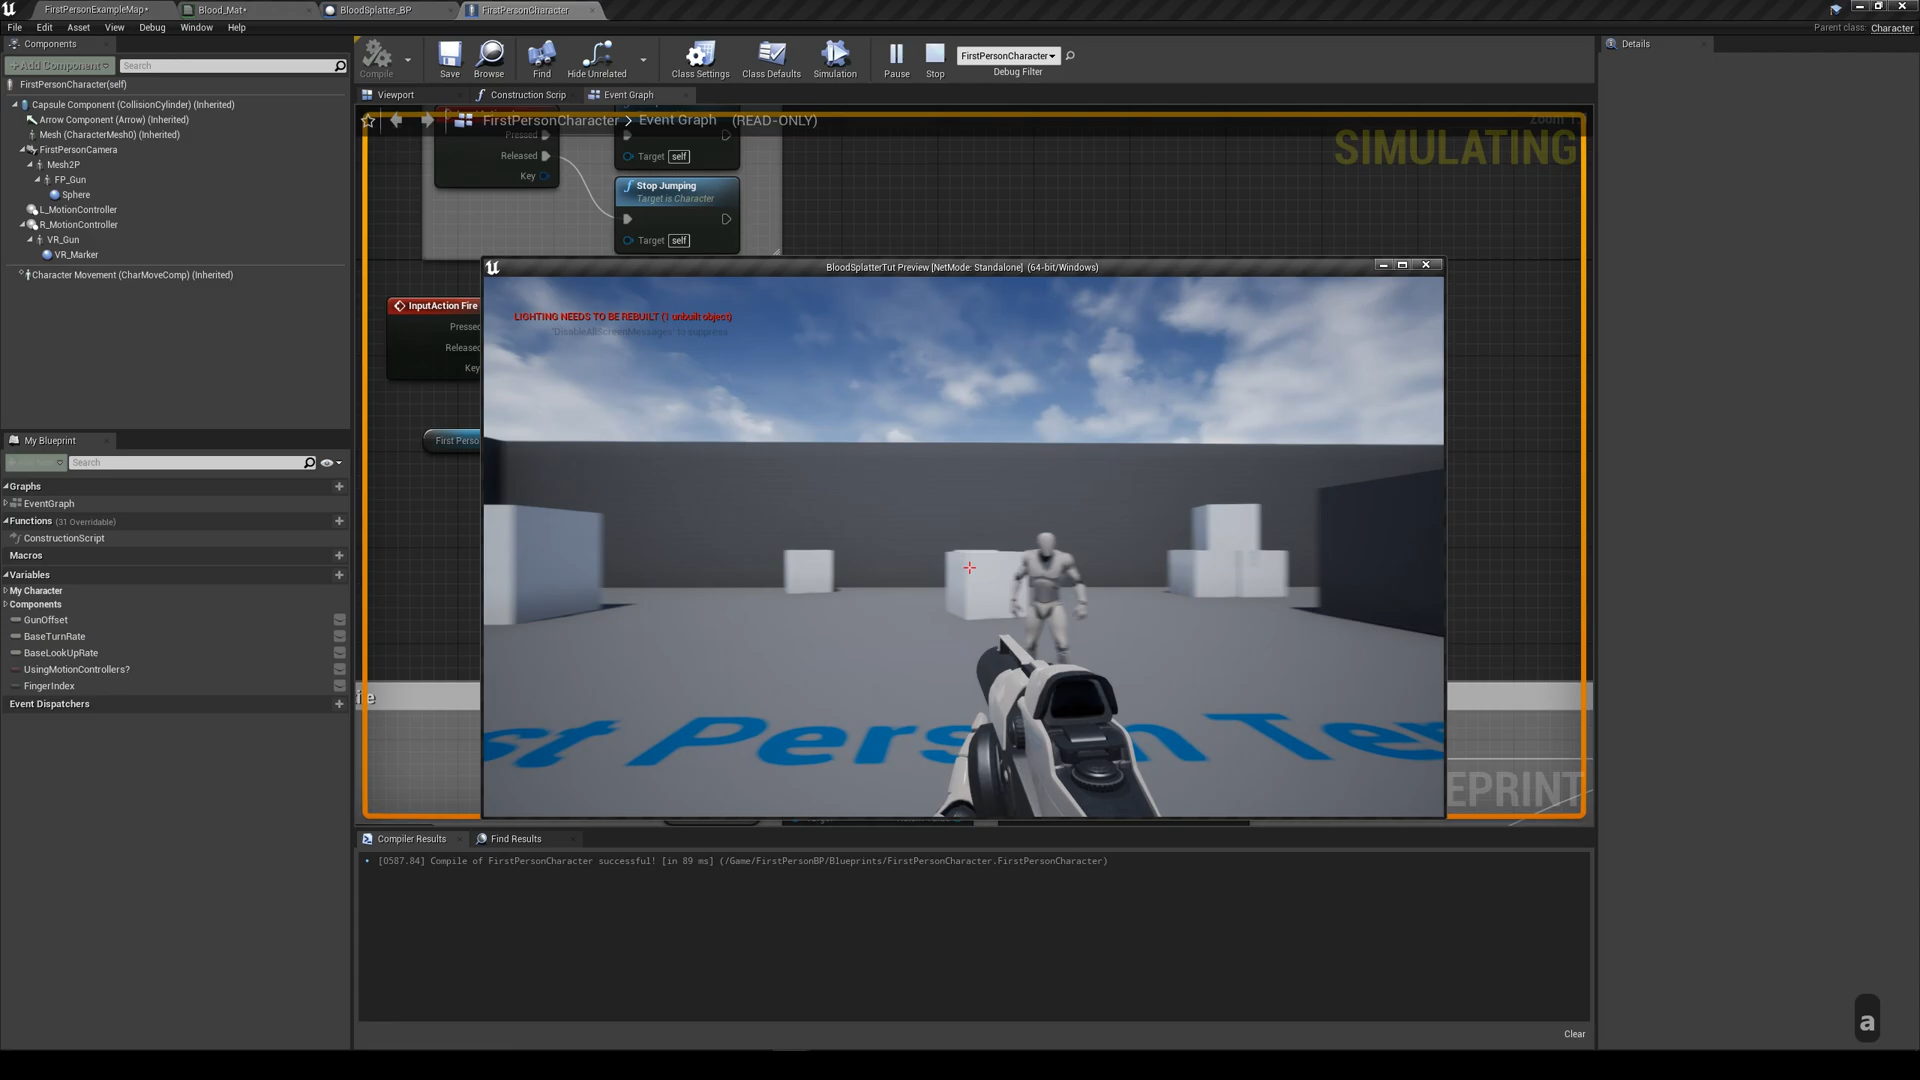 FirstPersonExampleMap*
Blood_Mat*
BloodSplatter_BP
FirstPersonCharacter
File
Edit
Asset
View
Debug
Window
Help
Parent class: Character
Components
+Add Component
Search
FirstPersonCharacter(self)
Capsule Component (CollisionCylinder) (Inherited)
Arrow Component (Arrow) (Inherited)
Mesh (CharacterMesh0) (Inherited)
FirstPersonCamera
Mesh2P
FP_Gun
Sphere
L_MotionController
R_MotionController
VR_Gun
VR_Marker
Character Movement (CharMoveComp) (Inherited)
My Blueprint
Search
Graphs
EventGraph
Functions (31 Overridable)
ConstructionScript
Macros
Variables
My Character
Components
GunOffset
BaseTurnRate
BaseLookUpRate
UsingMotionControllers?
FingerIndex
Event Dispatchers
Compile
Save
Browse
Find
Hide Unrelated
Class Settings
Class Defaults
Simulation
Pause
Stop
FirstPersonCharacter
Debug Filter
Viewport
Construction Scrip
Event Graph
FirstPersonCharacter > Event Graph (READ-ONLY)
SIMULATING
Pressed
Released
Key
Target self
Stop Jumping
Target is Character
Target self
InputAction Fire
Pressed
Released
Key
First Perso
BloodSplatterTut Preview [NetMode: Standalone] (64-bit/Windows)
LIGHTING NEEDS TO BE REBUILT (1 unbuilt object)
'DisableAllScreenMessages' to suppress
st Person Tem
EPRINT
Compiler Results
Find Results
[0587.84] Compile of FirstPersonCharacter successful! [in 89 ms] (/Game/FirstPersonBP/Blueprints/FirstPersonCharacter.FirstPersonCharacter)
Clear
Details
a